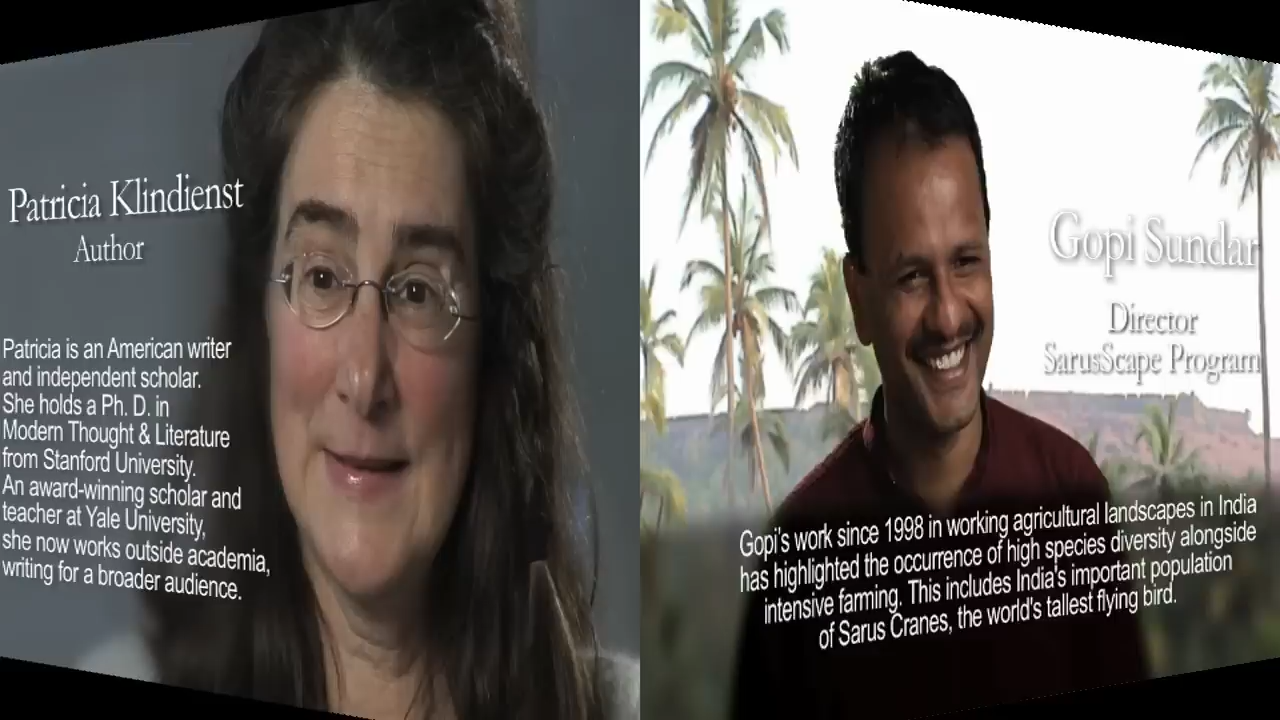 Patricia Klindienst
Author
Patricia is an American writer
and independent scholar.
She holds a Ph. D. in
Modern Thought & Literature
from Stanford University.
An award-winning scholar and
teacher at Yale University,
she now works outside academia,
writing for a broader audience.
Gopi Sundar
Director
SarusScape Program
Gopi's work since 1998 in working agricultural landscapes in India
has highlighted the occurrence of high species diversity alongside
intensive farming. This includes India's important population
of Sarus Cranes, the world's tallest flying bird.